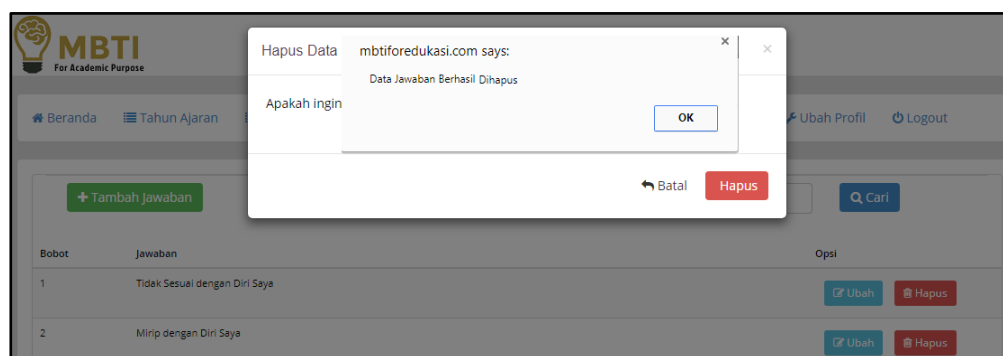 MBTI
For Academic Purpose
Hapus Data
×
mbtiforedukasi.com says:
×
Data Jawaban Berhasil Dihapus
OK
Apakah ingin
Batal Hapus
Beranda Tahun Ajaran Ubah Profil Logout
+ Tambah Jawaban Cari
Bobot Jawaban Opsi
1 Tidak Sesuai dengan Diri Saya Ubah Hapus
2 Mirip dengan Diri Saya Ubah Hapus